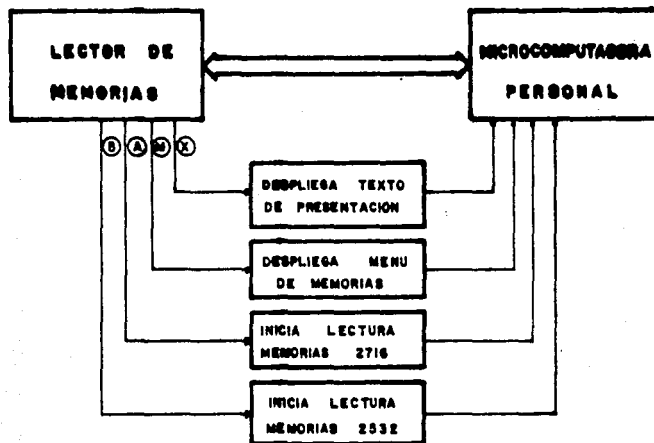 LECTOR DE
MEMORIAS
MICROCOMPUTADORA
PERSONAL
B A M X
DESPLIEGA TEXTO
DE PRESENTACION
DESPLIEGA MENU
DE MEMORIAS
INICIA LECTURA
MEMORIAS 2716
INICIA LECTURA
MEMORIAS 2532